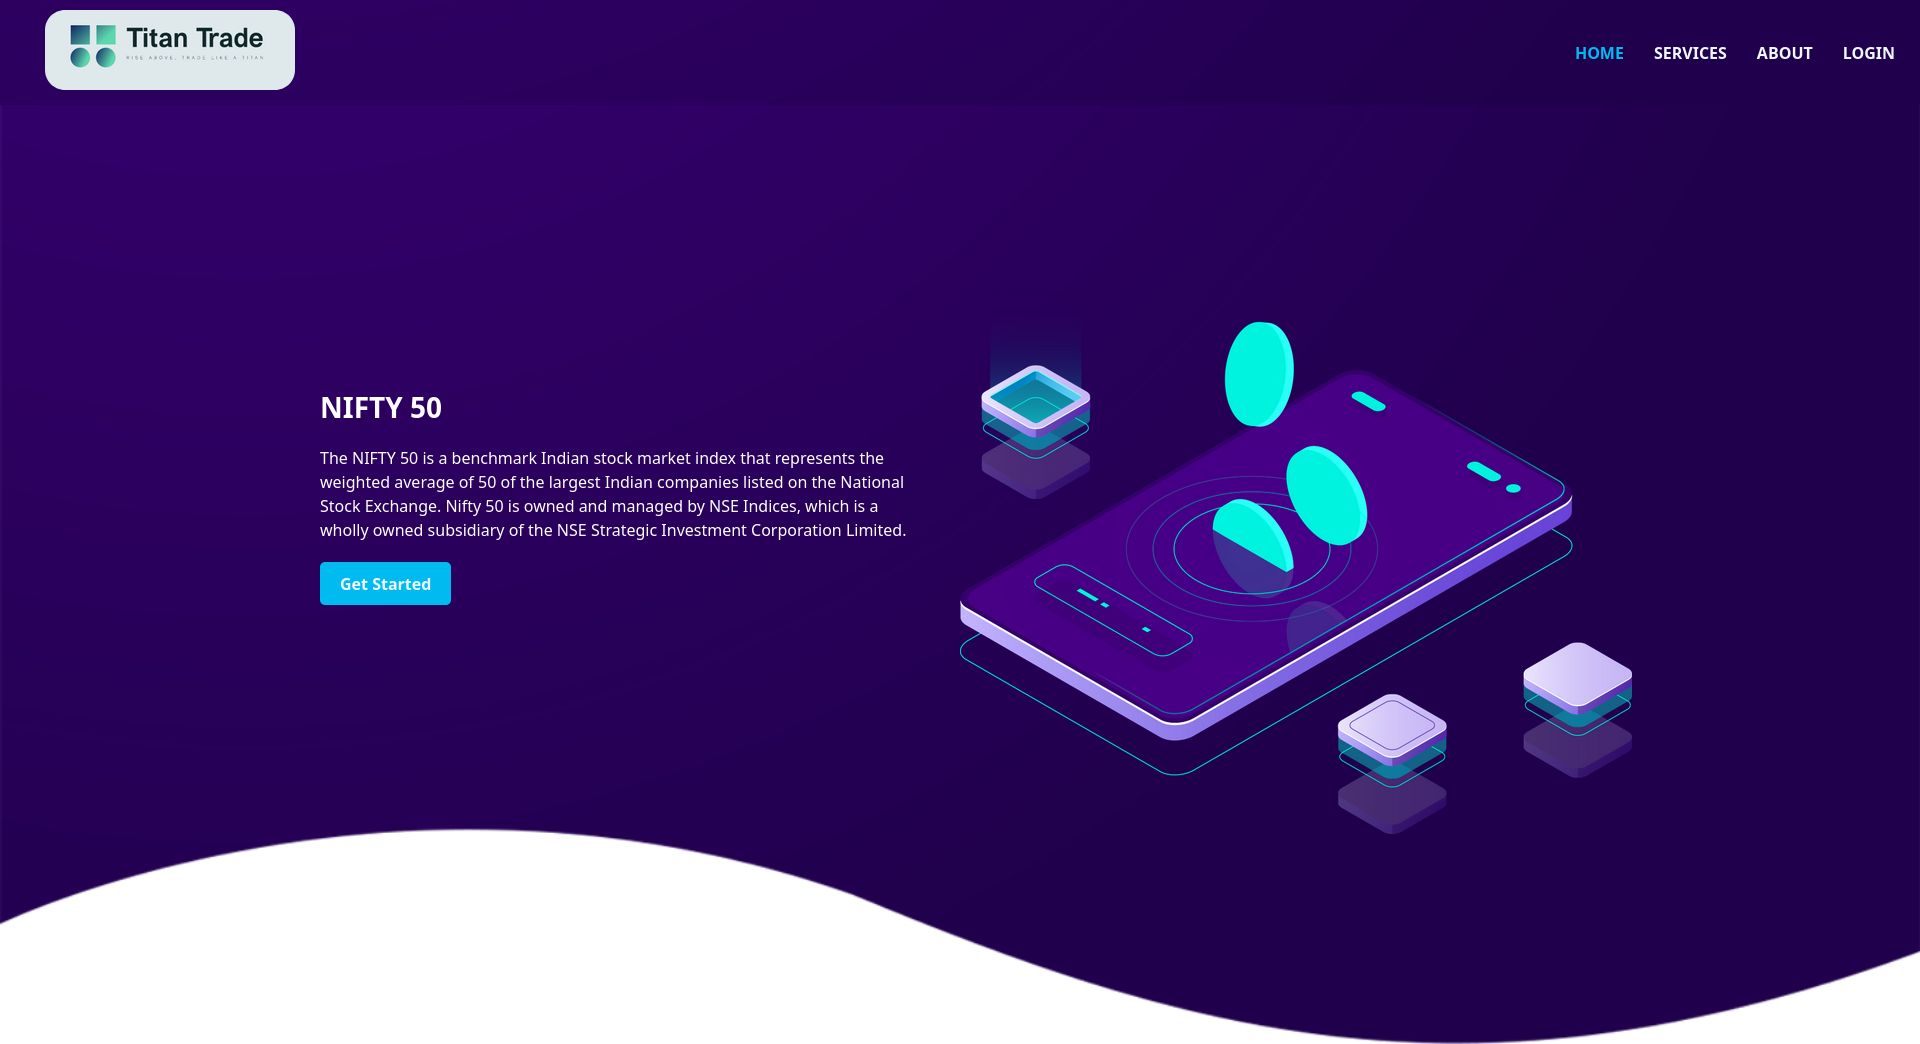 Titan Trade
RISE ABOVE, TRADE LIKE A TITAN
HOME
SERVICES
ABOUT
LOGIN
NIFTY 50
The NIFTY 50 is a benchmark Indian stock market index that represents the
weighted average of 50 of the largest Indian companies listed on the National
Stock Exchange. Nifty 50 is owned and managed by NSE Indices, which is a
wholly owned subsidiary of the NSE Strategic Investment Corporation Limited.
Get Started